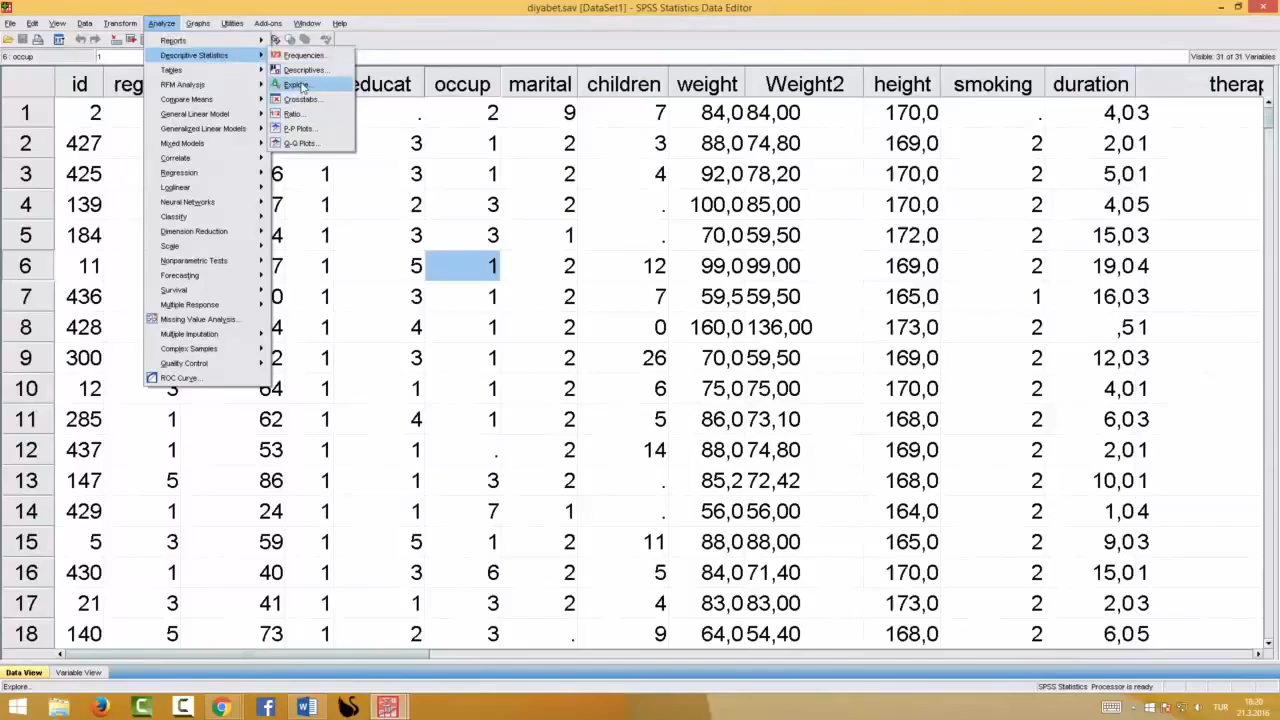 diyabet.sav [DataSet1] - SPSS Statistics Data Editor
File Edit View Data Transform Analyze Graphs Utilities Add-ons Window Help
6 : occup 1 Visible: 31 of 31 Variables
Reports
Descriptive Statistics
Tables
RFM Analysis
Compare Means
General Linear Model
Generalized Linear Models
Mixed Models
Correlate
Regression
Loglinear
Neural Networks
Classify
Dimension Reduction
Scale
Nonparametric Tests
Forecasting
Survival
Multiple Response
Missing Value Analysis...
Multiple Imputation
Complex Samples
Quality Control
ROC Curve...
Frequencies...
Descriptives...
Explore...
Crosstabs...
Ratio...
P-P Plots...
Q-Q Plots...
id reg educat occup marital children weight Weight2 height smoking duration therap
1 2 . 2 9 7 84,0 84,00 170,0 . 4,0 3
2 427 3 1 2 3 88,0 74,80 169,0 2 2,0 1
3 425 6 1 3 1 2 4 92,0 78,20 170,0 2 5,0 1
4 139 7 1 2 3 2 . 100,0 85,00 170,0 2 4,0 5
5 184 4 1 3 3 1 . 70,0 59,50 172,0 2 15,0 3
6 11 7 1 5 1 2 12 99,0 99,00 169,0 2 19,0 4
7 436 0 1 3 1 2 7 59,5 59,50 165,0 1 16,0 3
8 428 4 1 4 1 2 0 160,0 136,00 173,0 2 ,5 1
9 300 2 1 3 1 2 26 70,0 59,50 169,0 2 12,0 3
10 12 3 64 1 1 1 2 6 75,0 75,00 170,0 2 4,0 1
11 285 1 62 1 4 1 2 5 86,0 73,10 168,0 2 6,0 3
12 437 1 53 1 1 . 2 14 88,0 74,80 170,0 2 2,0 1
13 147 5 86 1 1 3 2 . 85,2 72,42 168,0 2 10,0 1
14 429 1 24 1 1 7 1 . 56,0 56,00 164,0 2 1,0 4
15 5 3 59 1 5 1 2 11 88,0 88,00 165,0 2 9,0 3
16 430 1 40 1 3 6 2 5 84,0 71,40 170,0 2 15,0 1
17 21 3 41 1 1 3 2 4 83,0 83,00 173,0 2 2,0 3
18 140 5 73 1 2 3 . 9 64,0 54,40 168,0 2 6,0 5
Data View Variable View
Explore... SPSS Statistics Processor is ready
TUR
18:20
21.3.2016